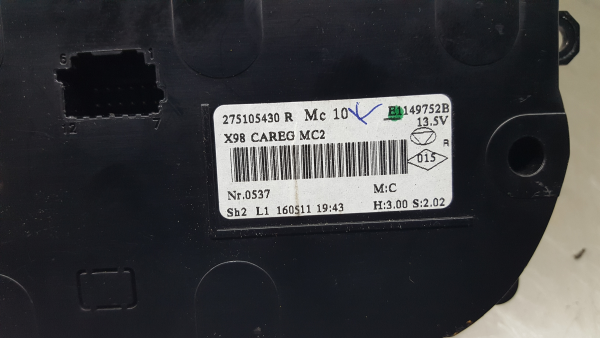 6 1
12 7
275105430 R Mc 10 E1149752B
13.5V
X98 CAREG MC2
R
015
Nr.0537 M:C
Sh2 L1 160511 19:43 H:3.00 S:2.02